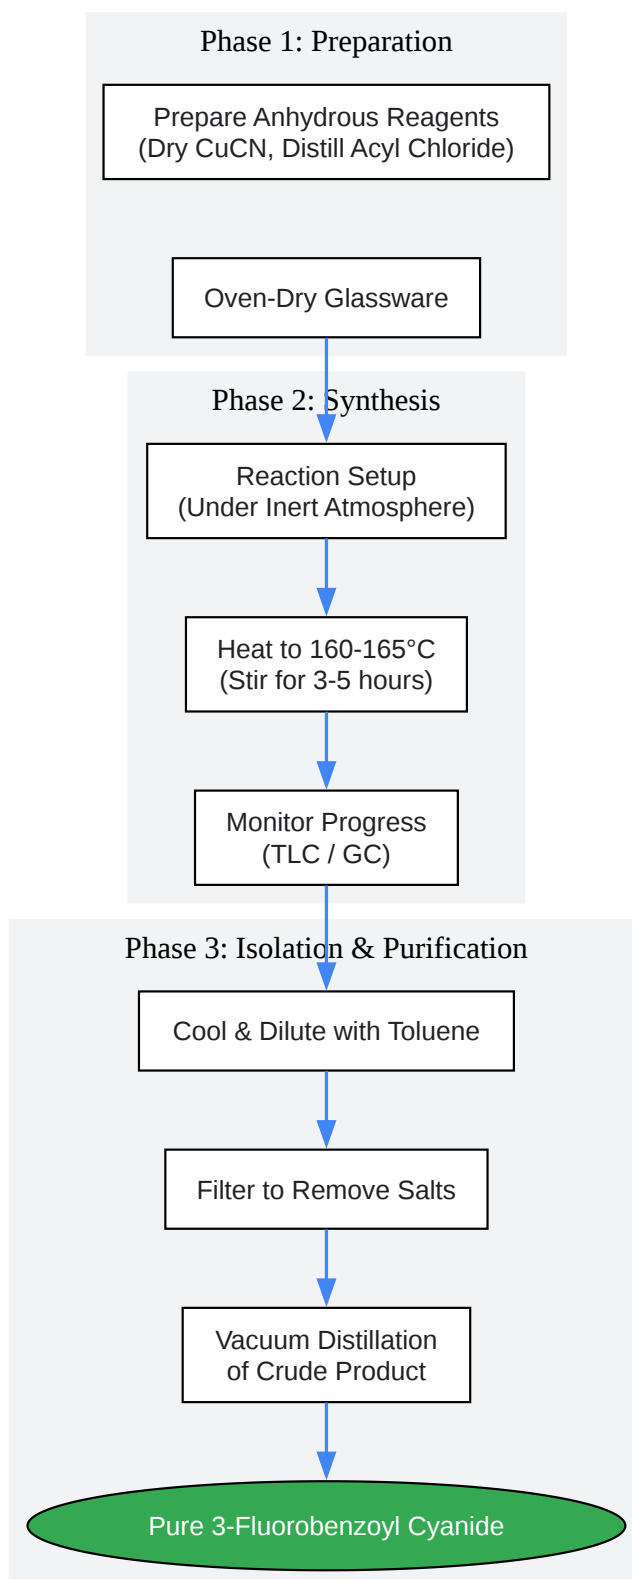 Phase 1: Preparation
Prepare Anhydrous Reagents
(Dry CuCN, Distill Acyl Chloride)
Oven-Dry Glassware
Phase 2: Synthesis
Reaction Setup
(Under Inert Atmosphere)
Heat to 160-165°C
(Stir for 3-5 hours)
Monitor Progress
(TLC / GC)
Phase 3: Isolation & Purification
Cool & Dilute with Toluene
Filter to Remove Salts
Vacuum Distillation
of Crude Product
Pure 3-Fluorobenzoyl Cyanide